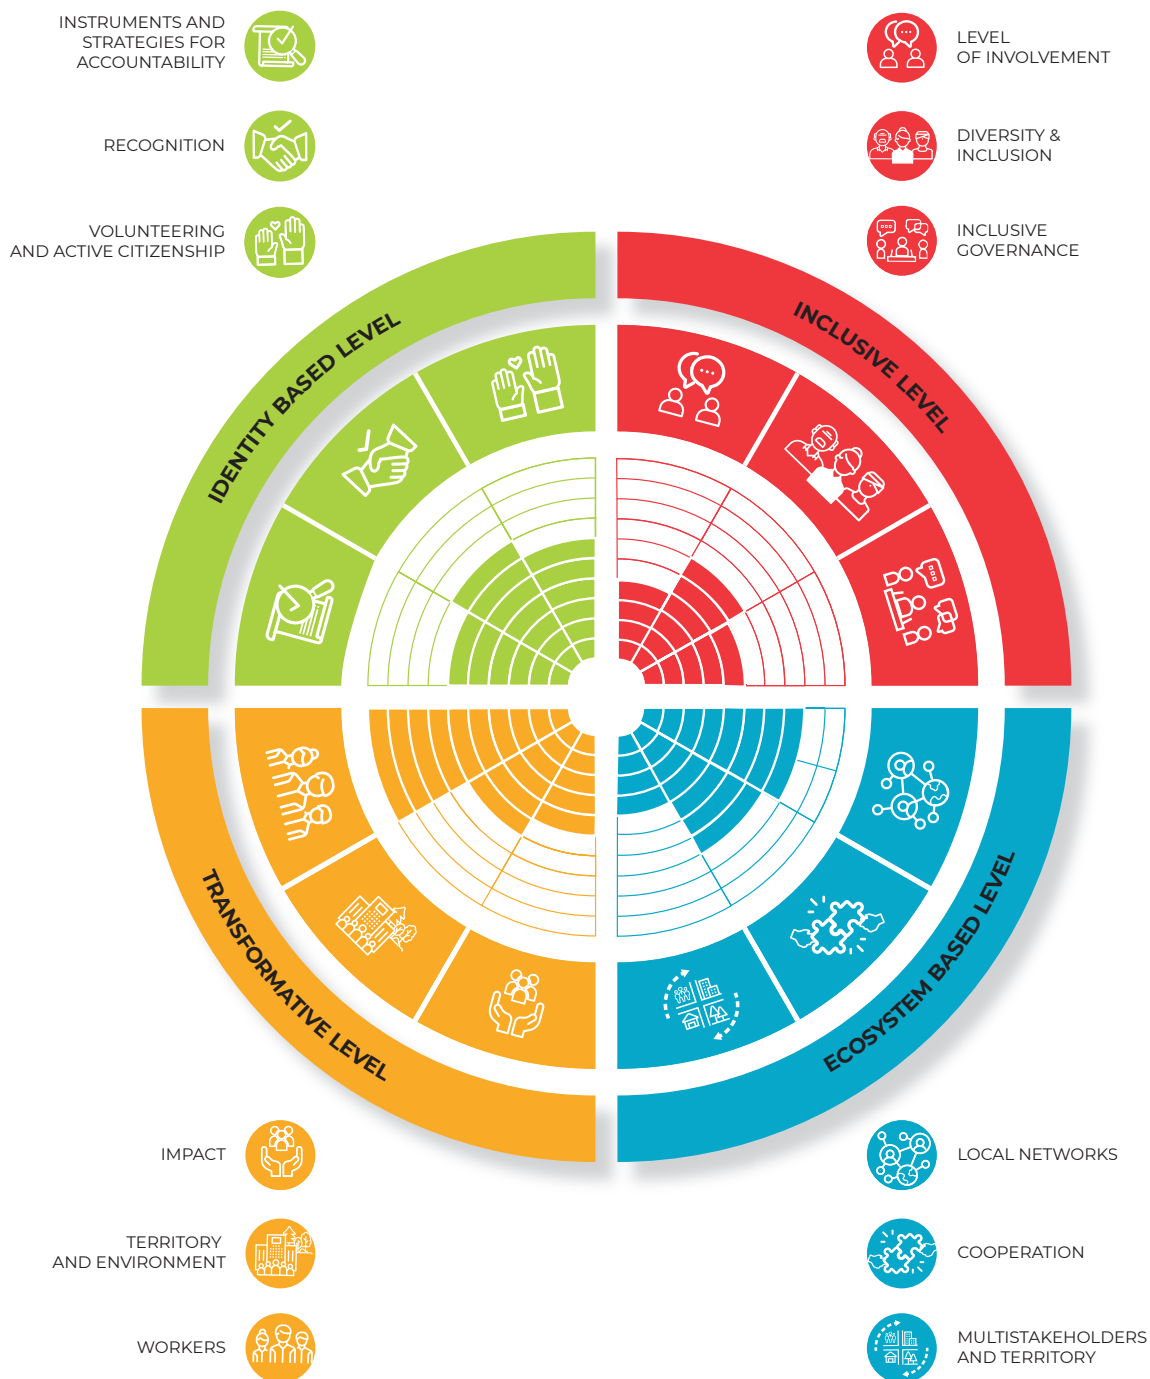 INSTRUMENTS AND
STRATEGIES FOR
ACCOUNTABILITY
RECOGNITION
VOLUNTEERING
AND ACTIVE CITIZENSHIP
LEVEL
OF INVOLVEMENT
DIVERSITY &
INCLUSION
INCLUSIVE
GOVERNANCE
IDENTITY BASED LEVEL
INCLUSIVE LEVEL
TRANSFORMATIVE LEVEL
ECOSYSTEM BASED LEVEL
IMPACT
TERRITORY
AND ENVIRONMENT
WORKERS
LOCAL NETWORKS
COOPERATION
MULTISTAKEHOLDERS
AND TERRITORY